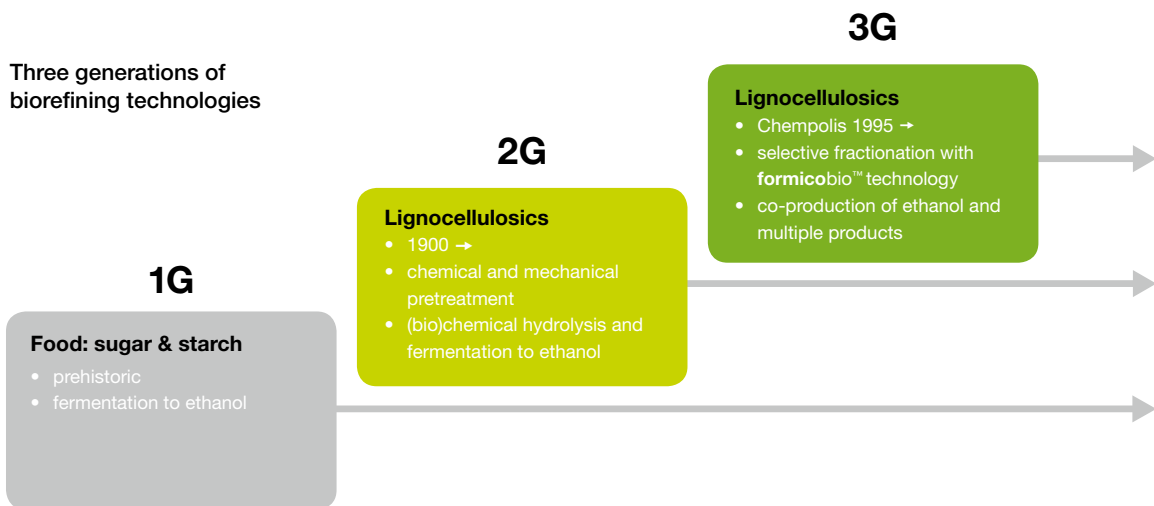 Three generations of
biorefining technologies
1G
Food: sugar & starch
• prehistoric
• fermentation to ethanol
2G
Lignocellulosics
• 1900 →
• chemical and mechanical
pretreatment
• (bio)chemical hydrolysis and
fermentation to ethanol
3G
Lignocellulosics
• Chempolis 1995 →
• selective fractionation with
formicobio™ technology
• co-production of ethanol and
multiple products